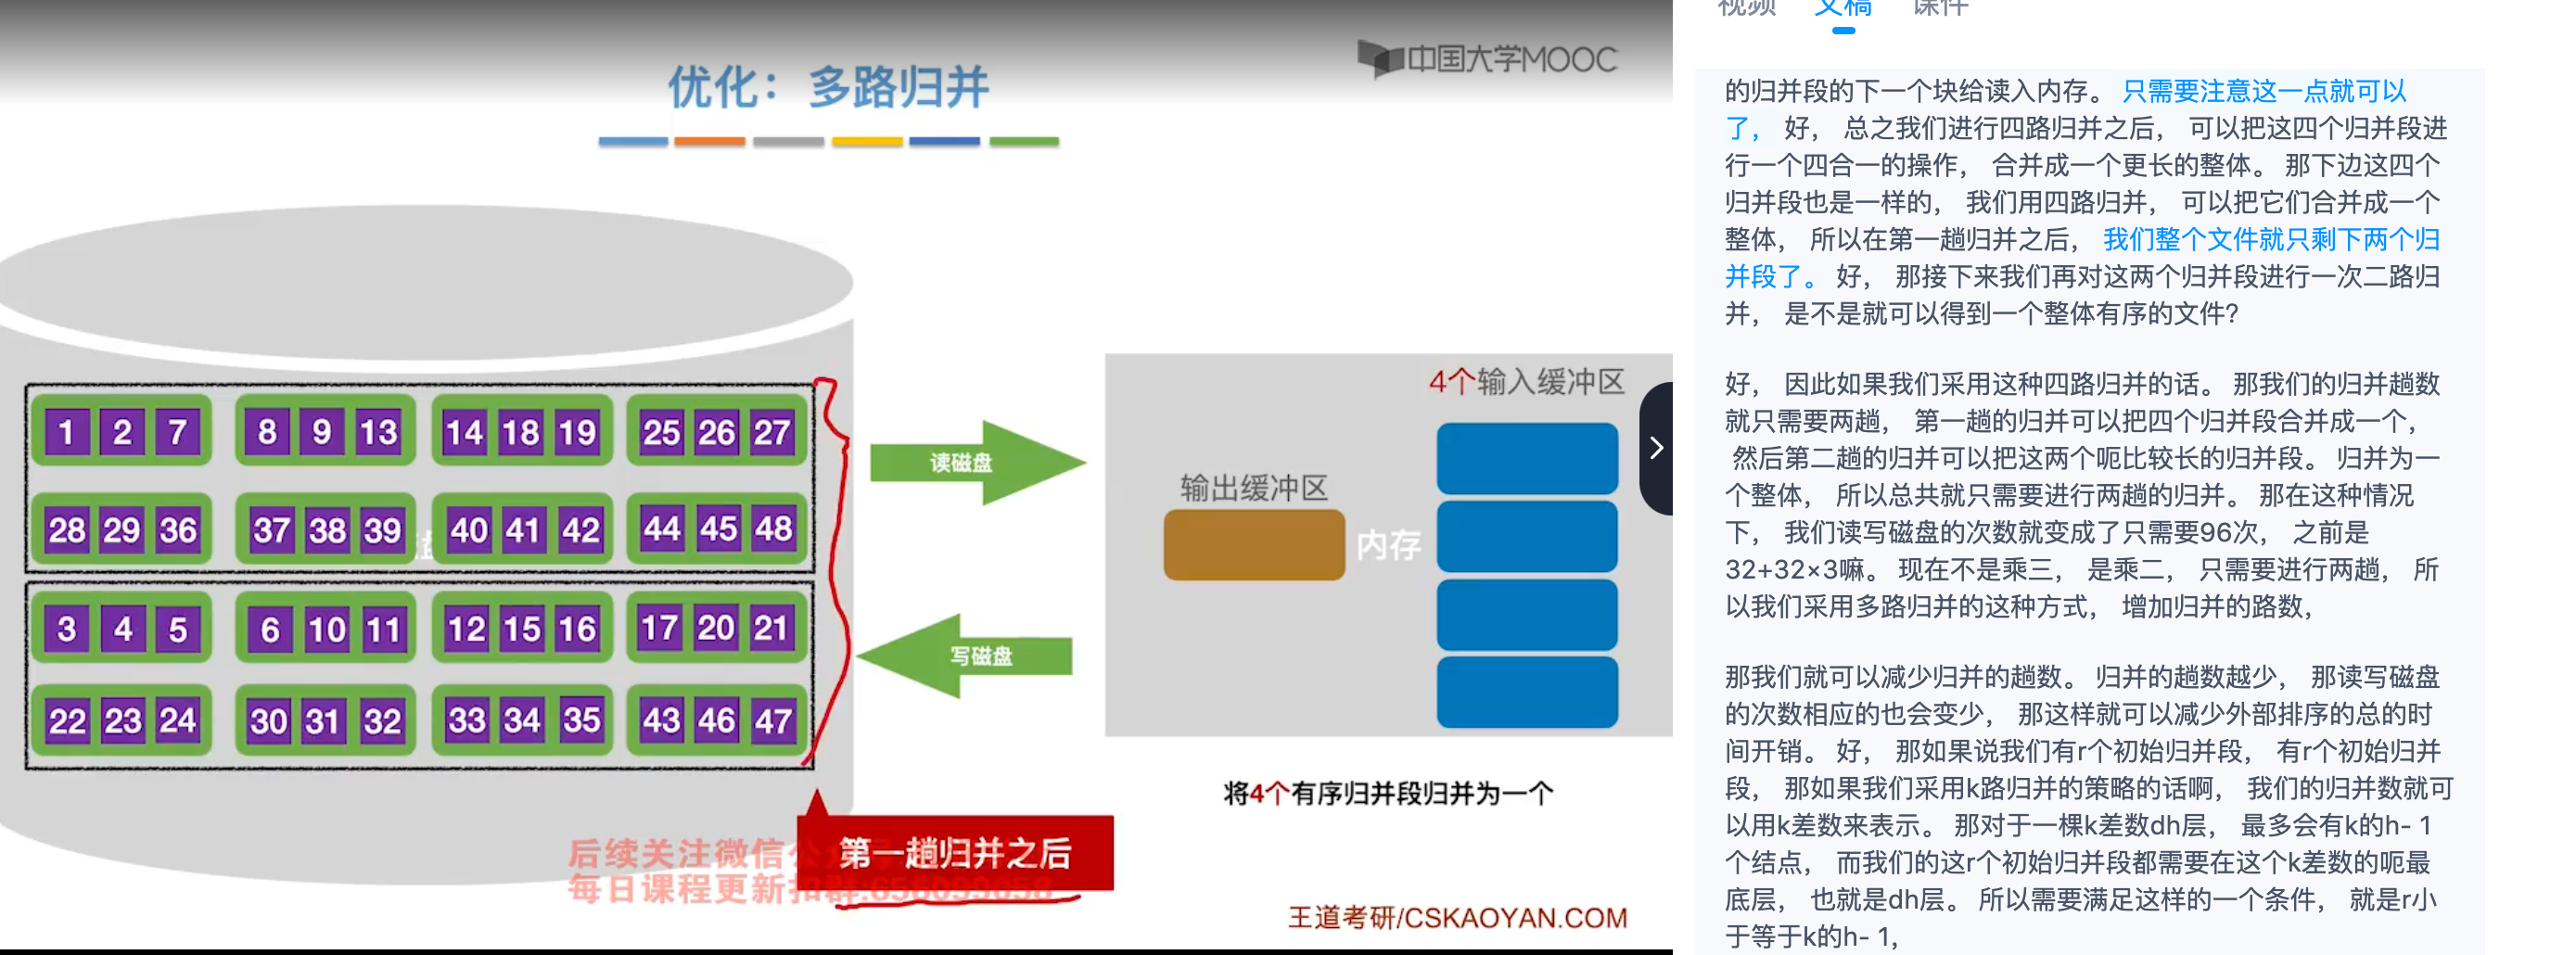 中国大学MOOC
优化：多路归并
1 2 7 8 9 13 14 18 19 25 26 27
28 29 36 37 38 39 40 41 42 44 45 48
3 4 5 6 10 11 12 15 16 17 20 21
22 23 24 30 31 32 33 34 35 43 46 47
读磁盘
写磁盘
4个输入缓冲区
输出缓冲区
内存
将4个有序归并段归并为一个
第一趟归并之后
后续关注微信公
每日课程更新扣群:
王道考研/CSKAOYAN.COM
视频 文稿 课件
的归并段的下一个块给读入内存。 只需要注意这一点就可以
了， 好， 总之我们进行四路归并之后， 可以把这四个归并段进
行一个四合一的操作， 合并成一个更长的整体。 那下边这四个
归并段也是一样的， 我们用四路归并， 可以把它们合并成一个
整体， 所以在第一趟归并之后， 我们整个文件就只剩下两个归
并段了。 好， 那接下来我们再对这两个归并段进行一次二路归
并， 是不是就可以得到一个整体有序的文件?
好， 因此如果我们采用这种四路归并的话。 那我们的归并趟数
就只需要两趟， 第一趟的归并可以把四个归并段合并成一个，
然后第二趟的归并可以把这两个呃比较长的归并段。 归并为一
个整体， 所以总共就只需要进行两趟的归并。 那在这种情况
下， 我们读写磁盘的次数就变成了只需要96次， 之前是
32+32×3嘛。 现在不是乘三， 是乘二， 只需要进行两趟， 所
以我们采用多路归并的这种方式， 增加归并的路数，
那我们就可以减少归并的趟数。 归并的趟数越少， 那读写磁盘
的次数相应的也会变少， 那这样就可以减少外部排序的总的时
间开销。 好， 那如果说我们有r个初始归并段， 有r个初始归并
段， 那如果我们采用k路归并的策略的话啊， 我们的归并数就可
以用k差数来表示。 那对于一棵k差数dh层， 最多会有k的h- 1
个结点， 而我们的这r个初始归并段都需要在这个k差数的呃最
底层， 也就是dh层。 所以需要满足这样的一个条件， 就是r小
于等于k的h- 1,